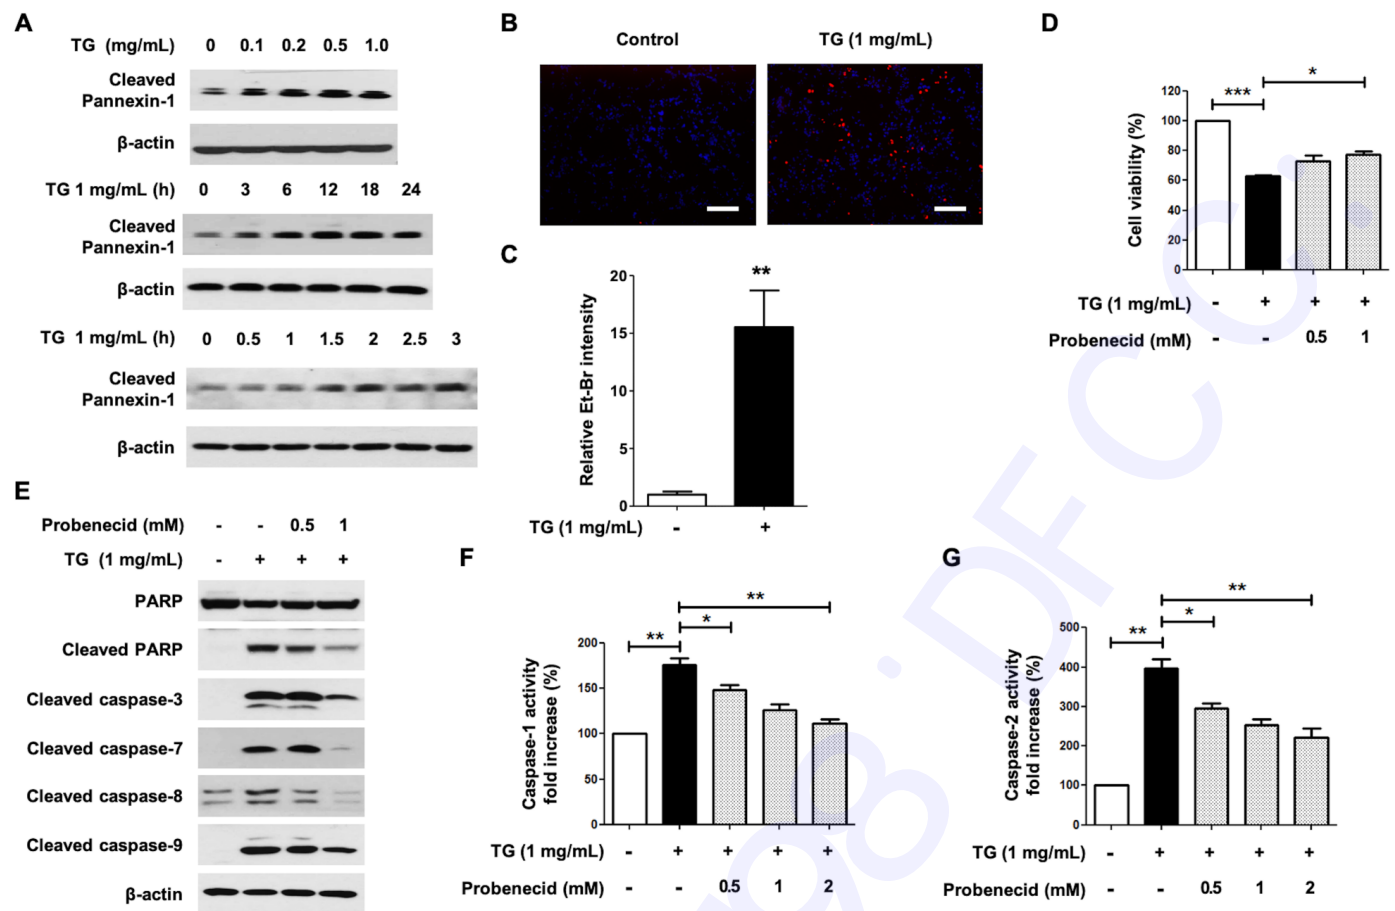 A
TG (mg/mL) 0 0.1 0.2 0.5 1.0
Cleaved
Pannexin-1
β-actin
TG 1 mg/mL (h) 0 3 6 12 18 24
Cleaved
Pannexin-1
β-actin
TG 1 mg/mL (h) 0 0.5 1 1.5 2 2.5 3
Cleaved
Pannexin-1
β-actin
B
Control TG (1 mg/mL)
C
Relative Et-Br intensity
20
15
10
5
0
**
TG (1 mg/mL) - +
D
Cell viability (%)
120
100
80
60
40
20
0
*** *
TG (1 mg/mL) - + + +
Probenecid (mM) - - 0.5 1
E
Probenecid (mM) - - 0.5 1
TG (1 mg/mL) - + + +
PARP
Cleaved PARP
Cleaved caspase-3
Cleaved caspase-7
Cleaved caspase-8
Cleaved caspase-9
β-actin
F
Caspase-1 activity
fold increase (%)
200
150
100
50
0
**
** *
TG (1 mg/mL) - + + + +
Probenecid (mM) - - 0.5 1 2
G
Caspase-2 activity
fold increase (%)
500
400
300
200
100
0
**
** *
TG (1 mg/mL) - + + + +
Probenecid (mM) - - 0.5 1 2